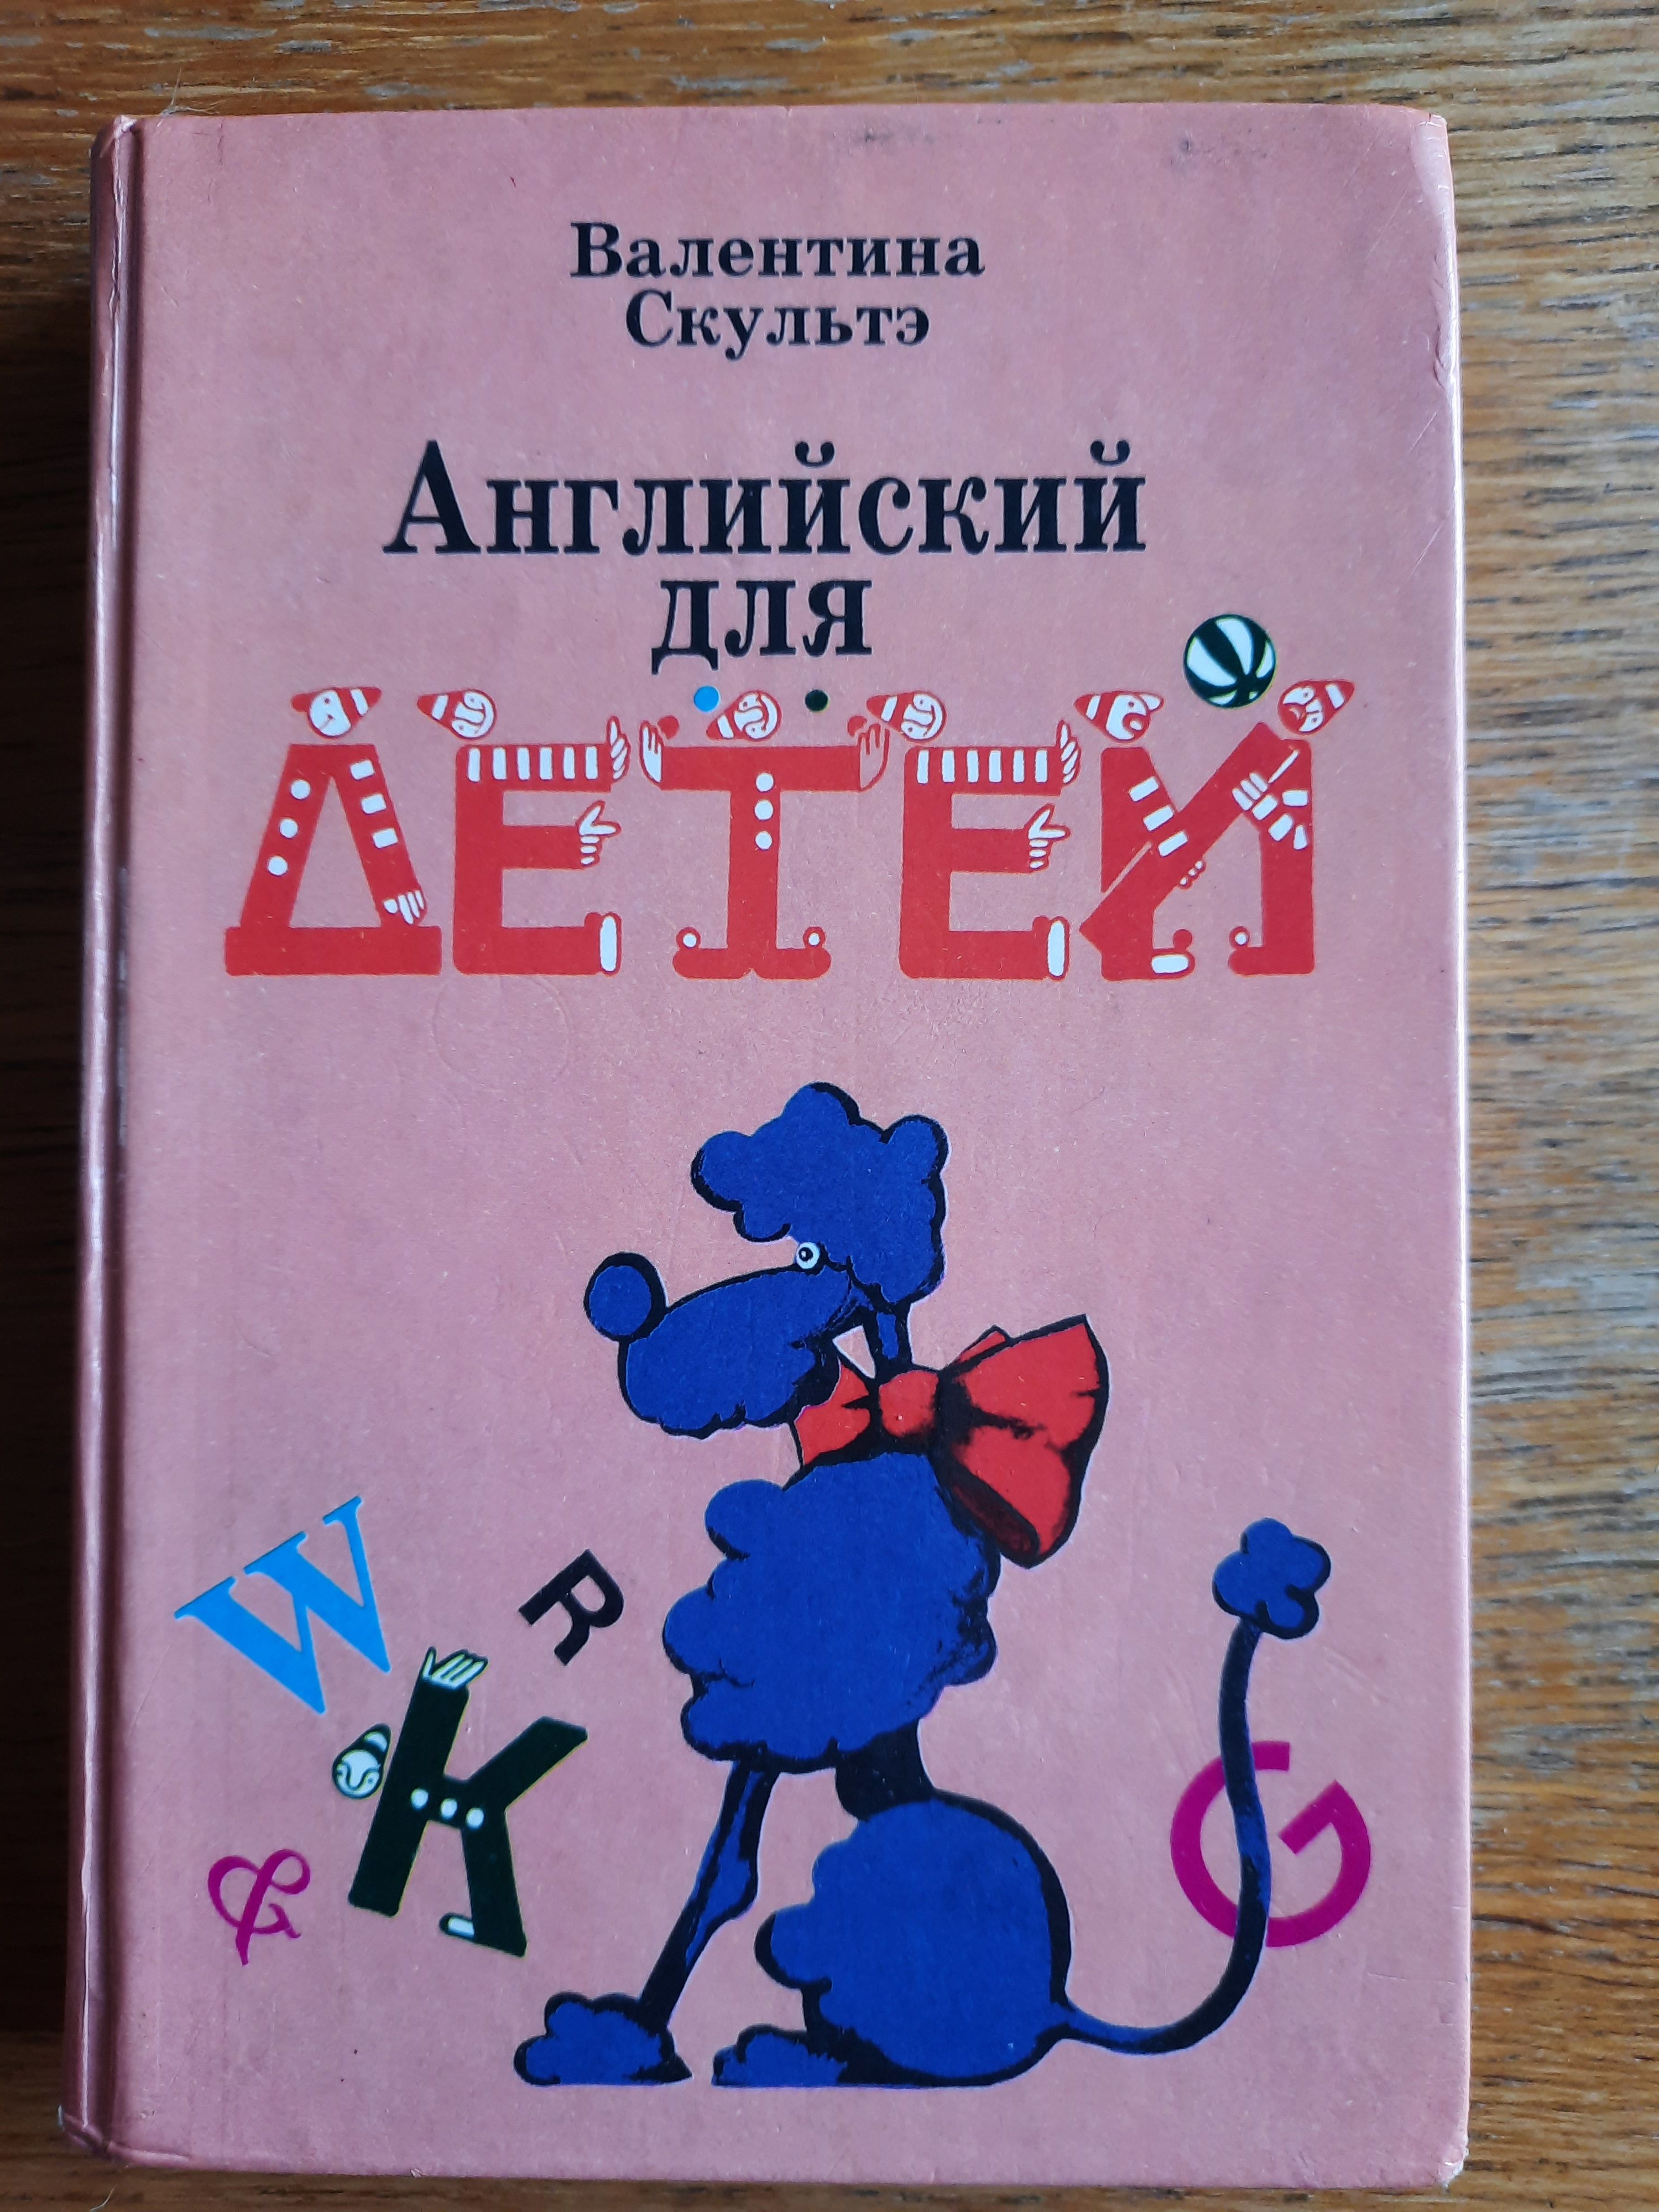 Валентина
Скультэ
Английский
для
ДЕТЕЙ
W
R
K
&
G